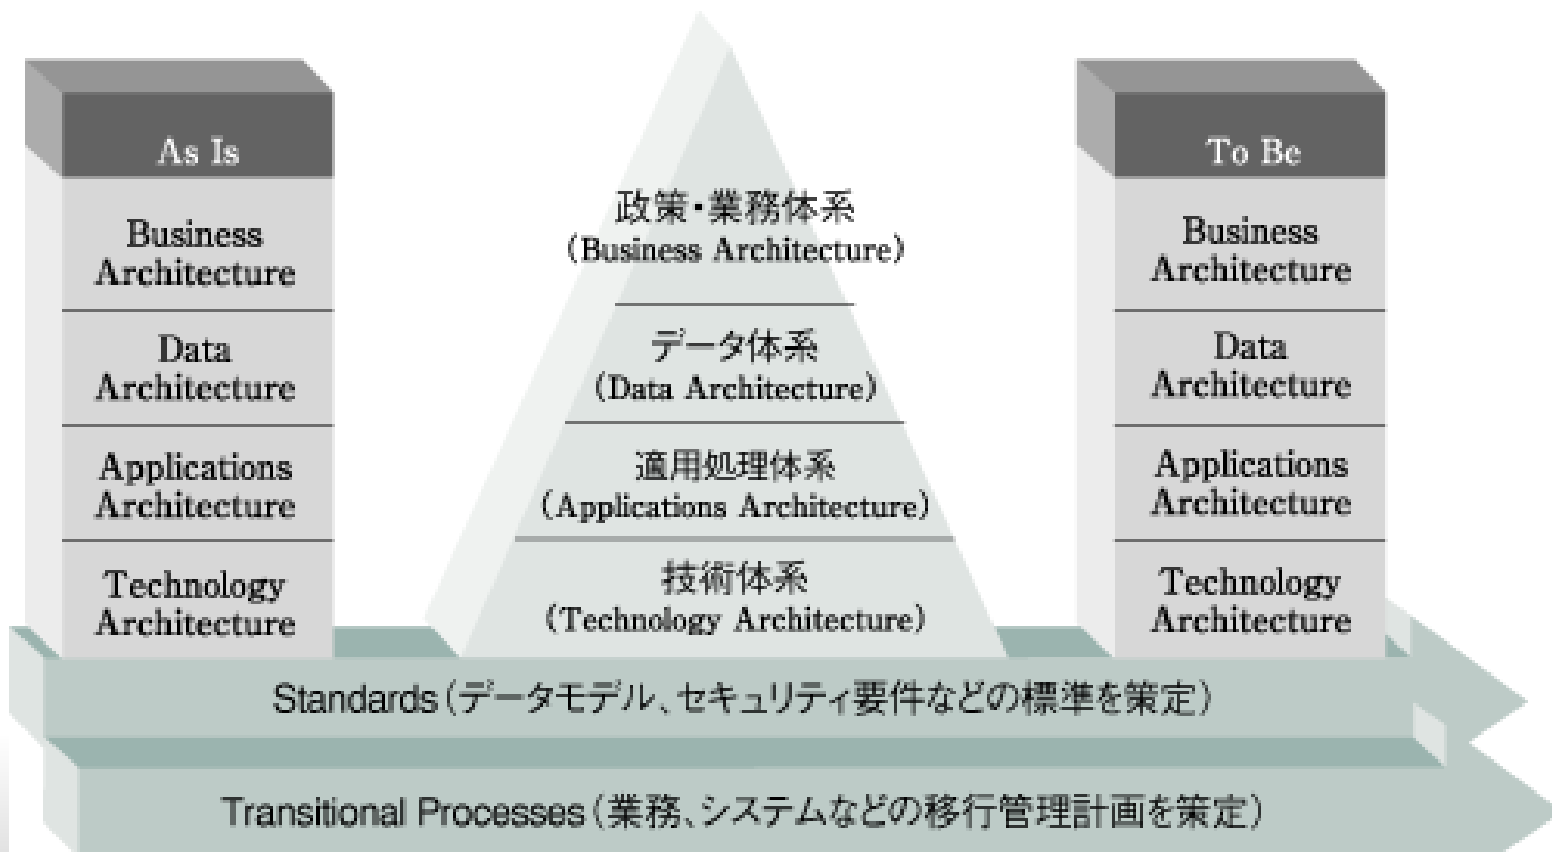 As Is
Business
Architecture
Data
Architecture
Applications
Architecture
Technology
Architecture
政策・業務体系
(Business Architecture)
データ体系
(Data Architecture)
適用処理体系
(Applications Architecture)
技術体系
(Technology Architecture)
To Be
Business
Architecture
Data
Architecture
Applications
Architecture
Technology
Architecture
Standards（データモデル、セキュリティ要件などの標準を策定）
Transitional Processes（業務、システムなどの移行管理計画を策定）